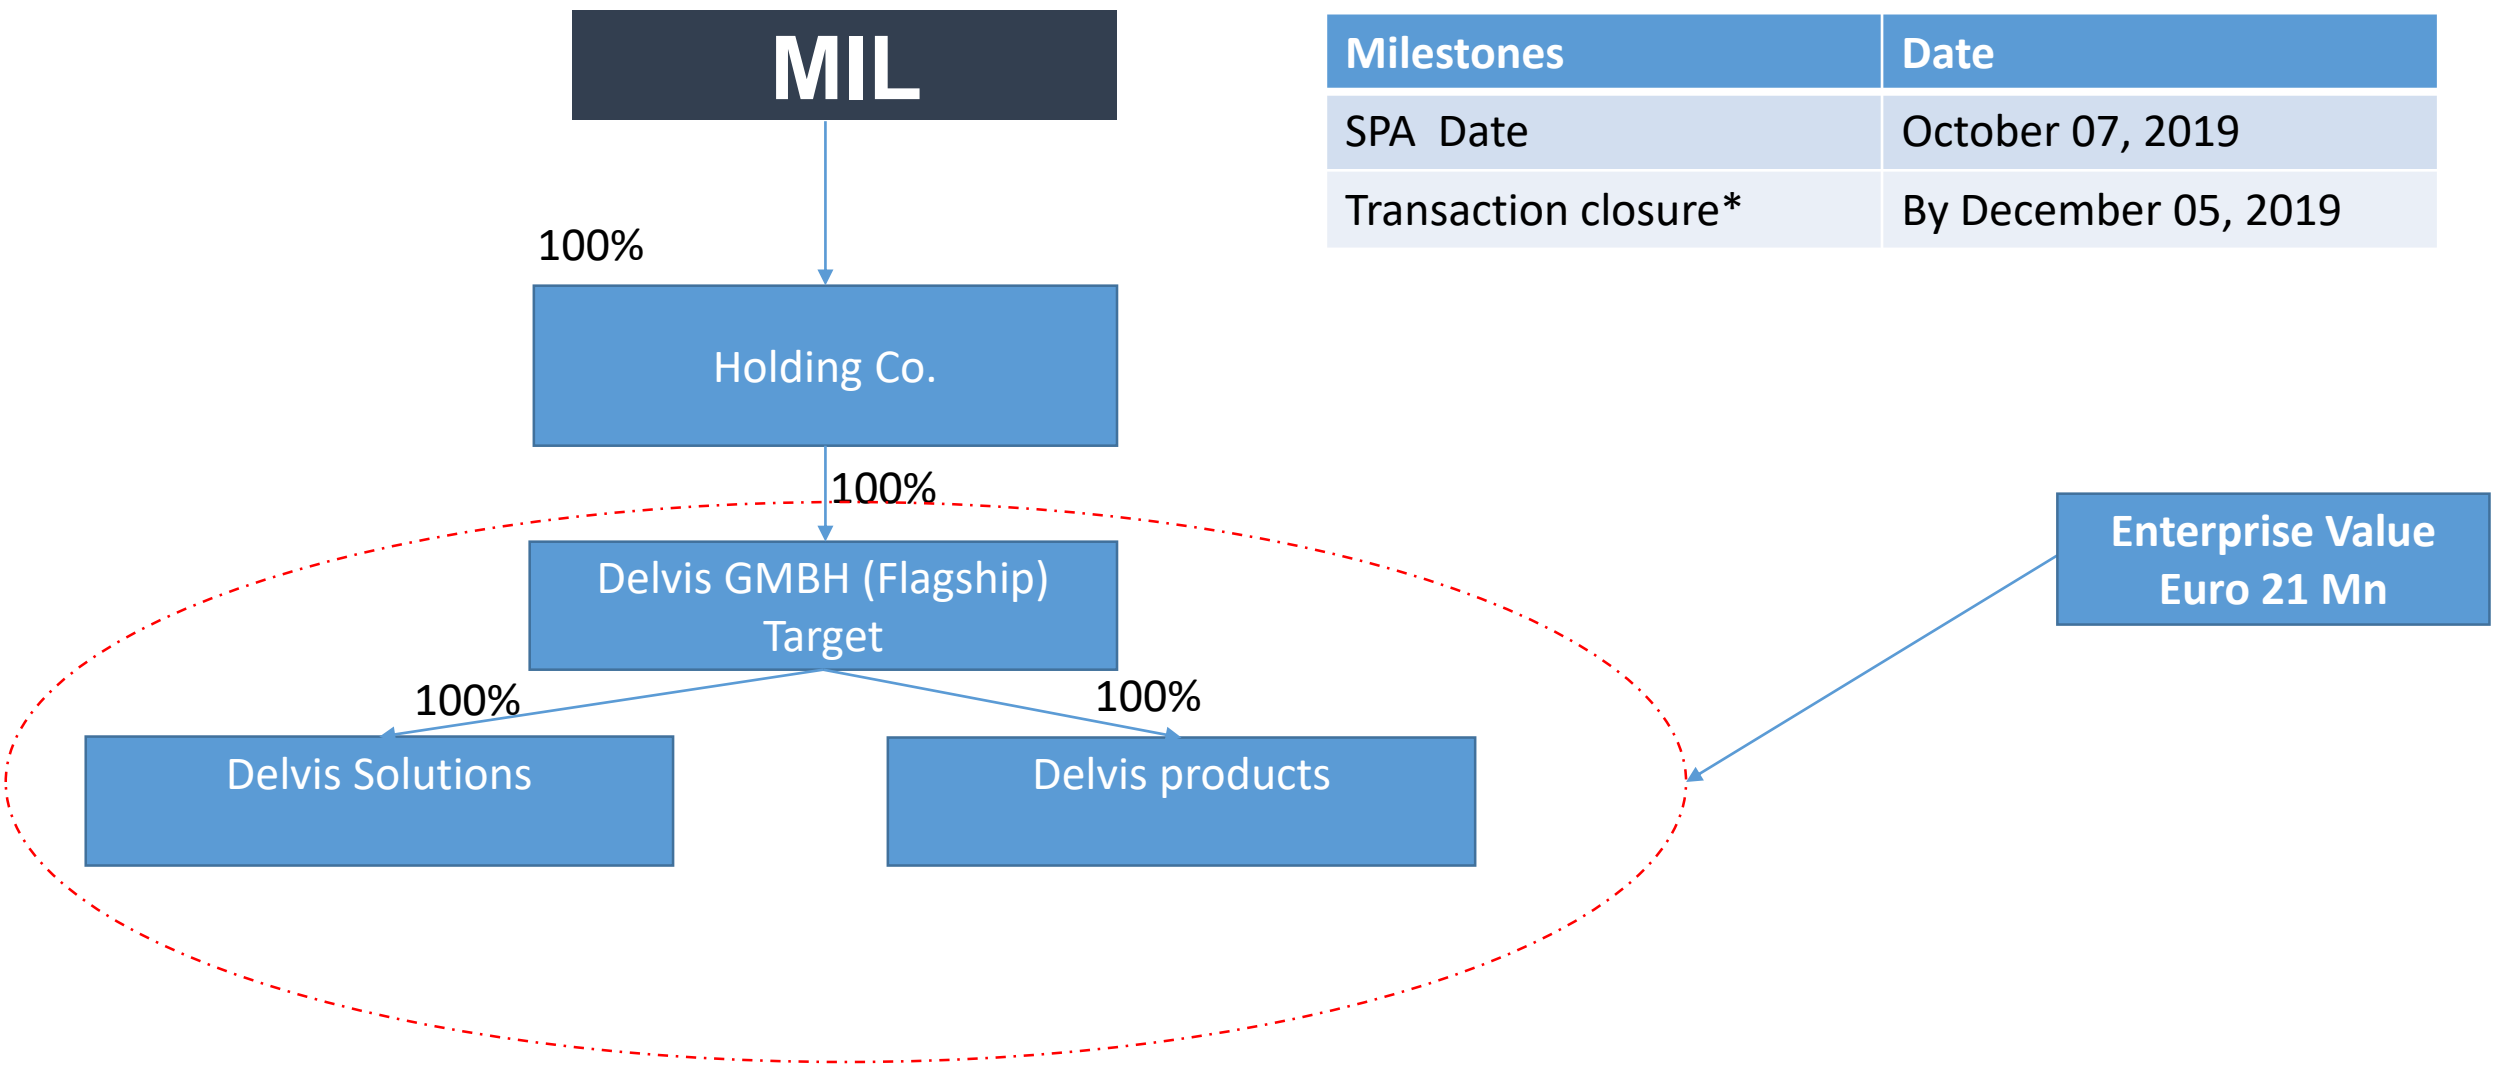 MIL
Milestones Date
SPA  Date October 07, 2019
Transaction closure* By December 05, 2019
100%
Holding Co.
100%
Delvis GMBH (Flagship)
Target
Enterprise Value
Euro 21 Mn
100%
100%
Delvis Solutions
Delvis products